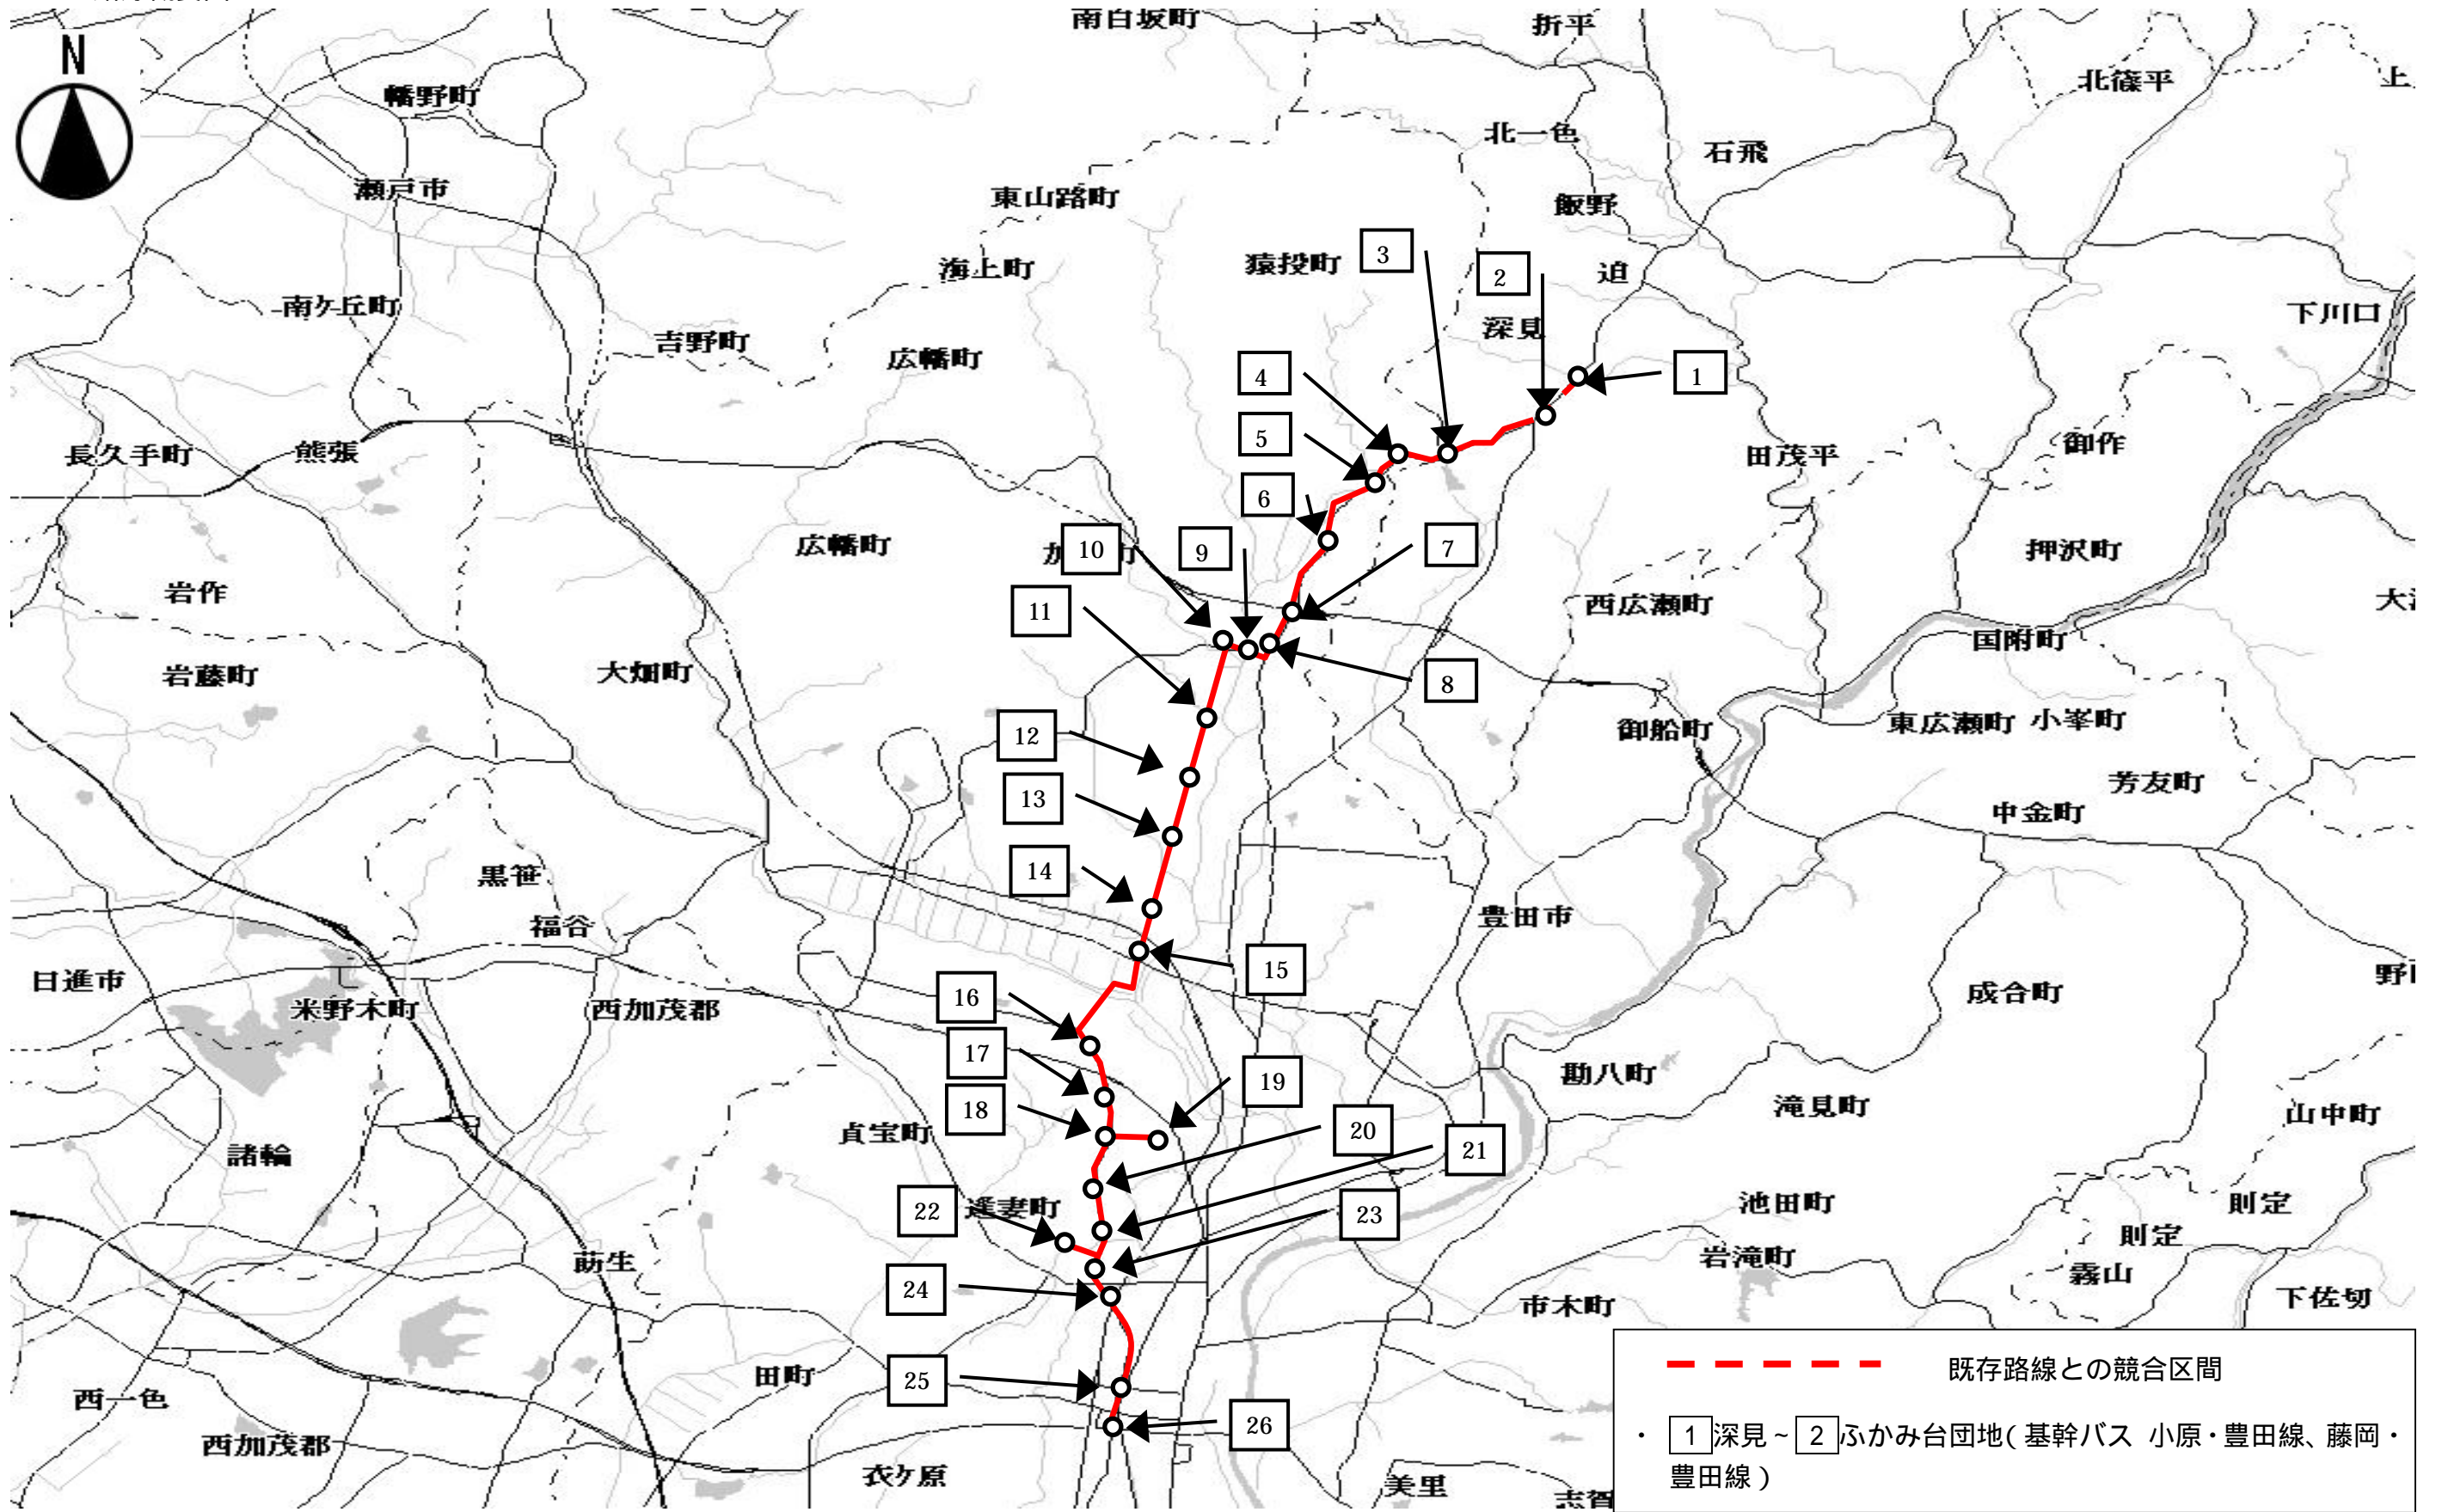 南白坂町
折平
N
北篠平
上
幡野町
北一色
石飛
瀬戸市
東山路町
飯野
猿投町
3
海上町
2
迫
南ケ丘町
下川口
深見
吉野町
広幡町
4
1
長久手町
熊張
5
田茂平
御作
6
広幡町
10
9
7
押沢町
岩作
11
西広瀬町
国附町
岩藤町
大畑町
8
12
御船町
東広瀬町
小峯町
13
芳友町
中金町
14
黒笹
福谷
豊田市
15
日進市
16
米野木町
西加茂郡
成合町
17
勘八町
19
18
滝見町
山中町
貞宝町
20
諸輪
21
池田町
則定
22
逢妻町
23
則定
莇生
岩滝町
霧山
24
市木町
下佐切
既存路線との競合区間
田町
25
西一色
26
・ 1深見~2ふかみ台団地(基幹バス 小原・豊田線、藤岡・
西加茂郡
衣ケ原
豊田線)
美里